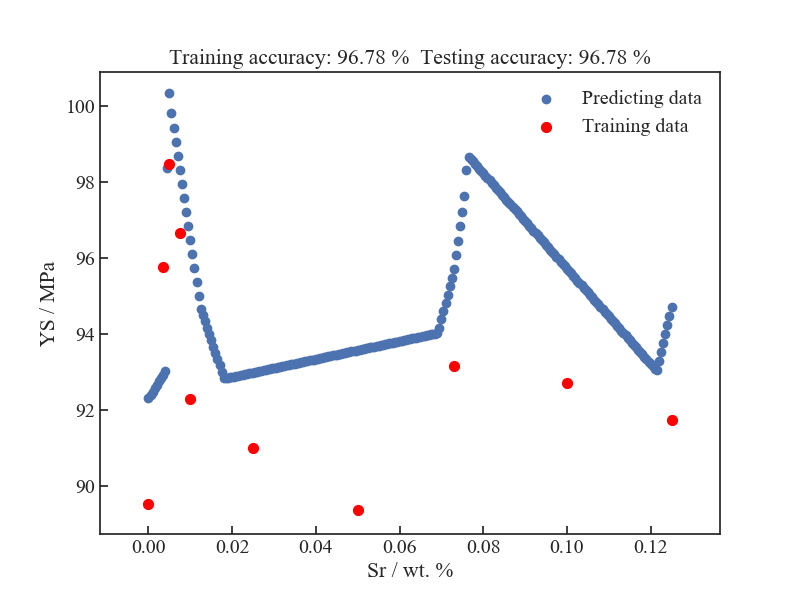 Training accuracy: 96.78 %  Testing accuracy: 96.78 %
Predicting data
Training data
100
98
96
94
92
90
YS / MPa
0.00
0.02
0.04
0.06
0.08
0.10
0.12
Sr / wt. %